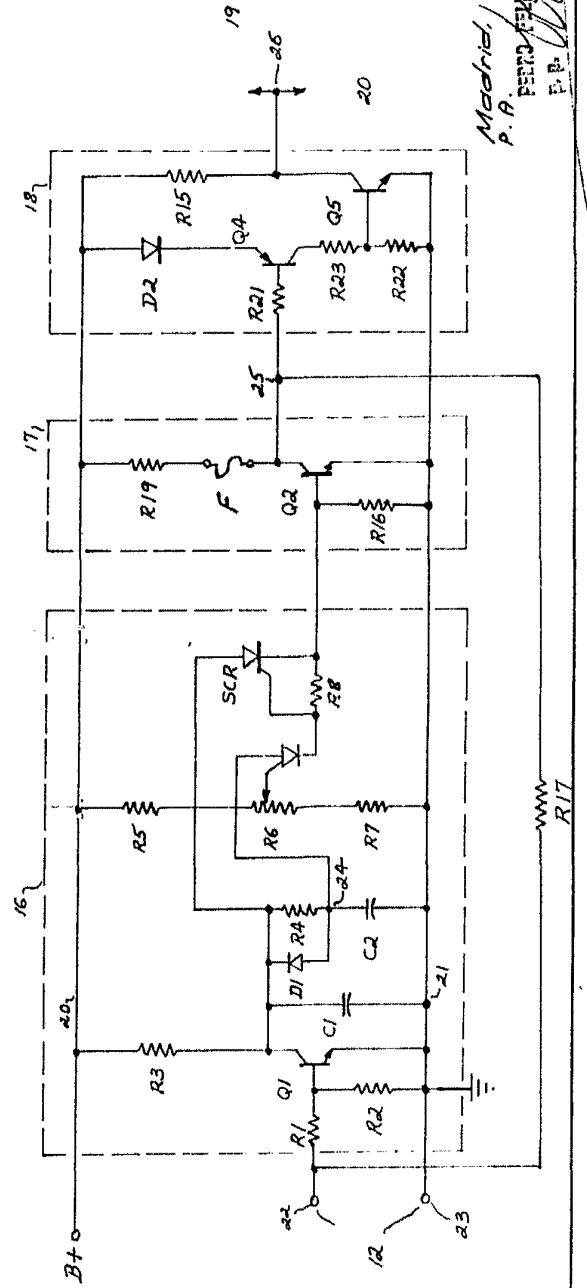 B+
16
17
18
19
20
R3
R5
R19
D2
R15
26
20
SCR
F
25
Q4
R21
Q1
R1
C1
D1
R4
24
R6
R8
Q2
R23
Q5
22
R2
C2
R7
R16
R22
12
23
21
R17
Madrid,
P. A.
P. P.